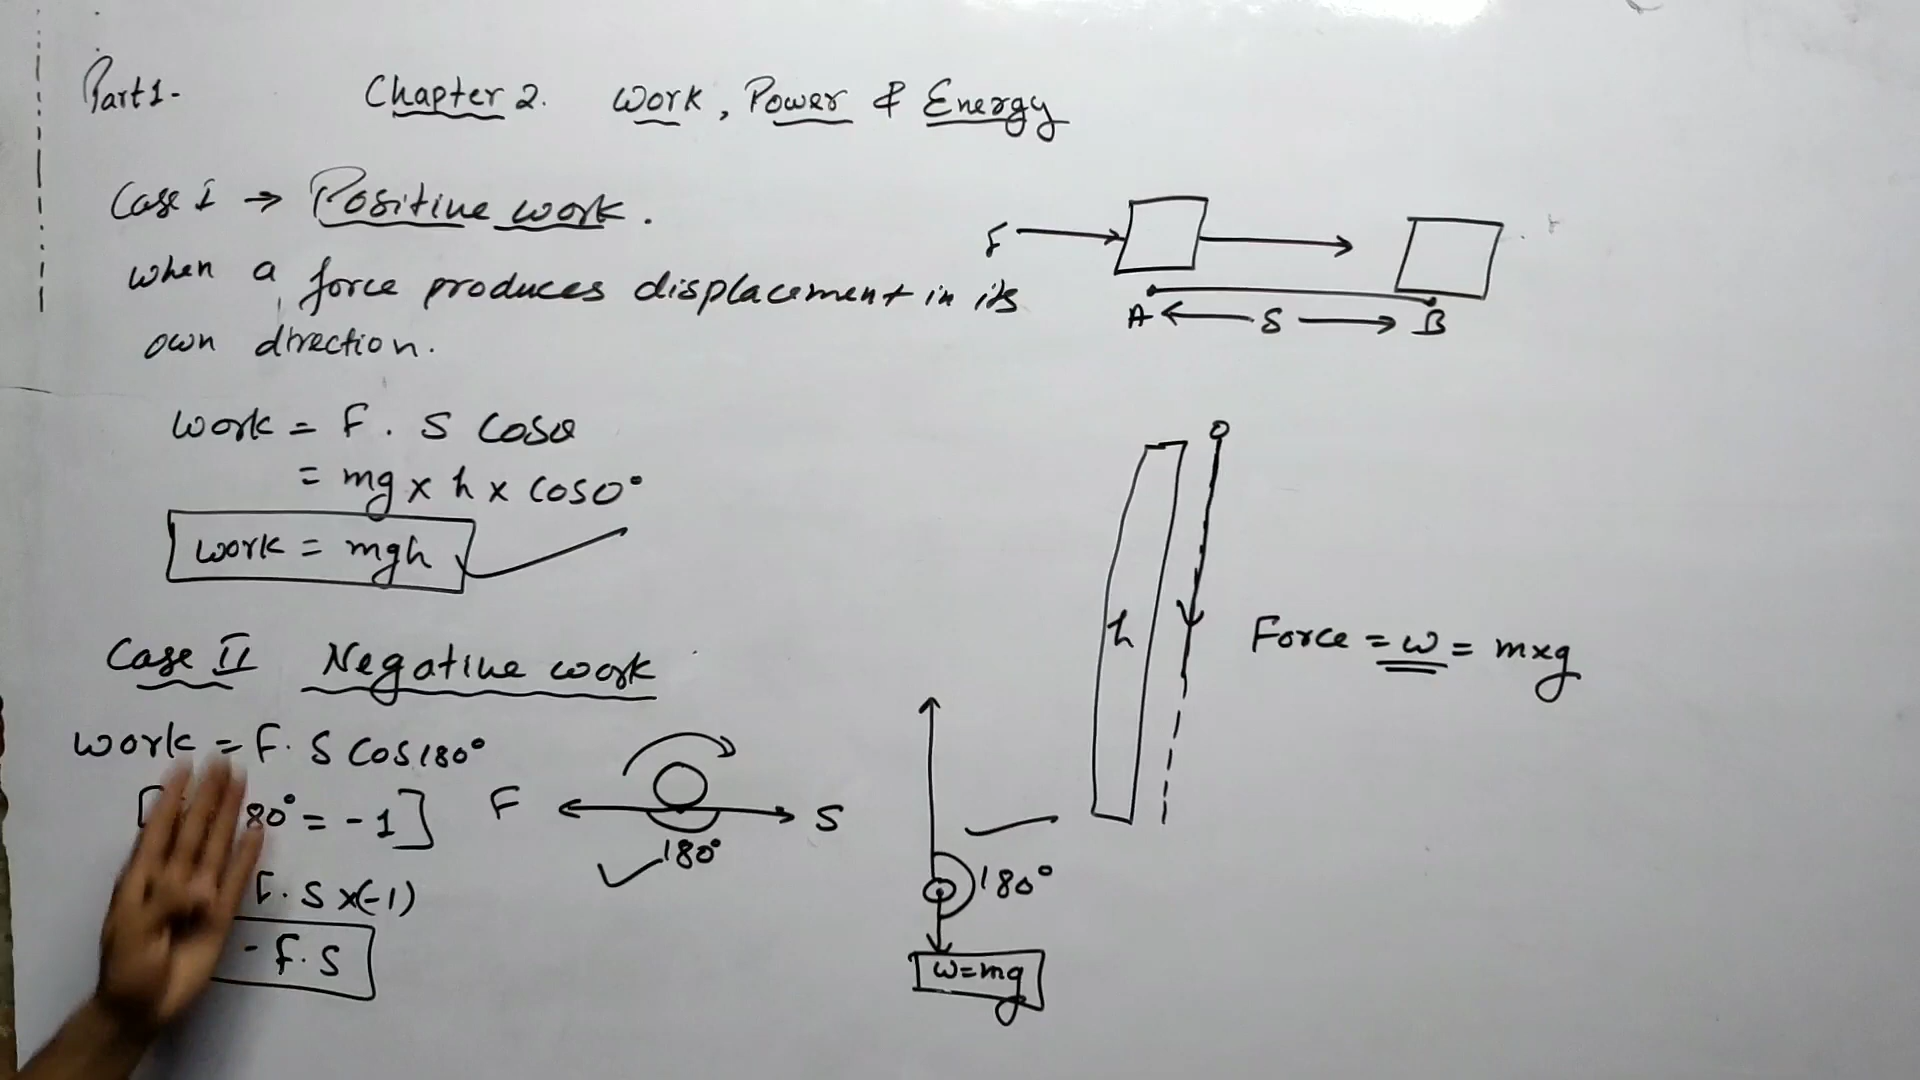 Part 1-
Chapter 2. Work, Power & Energy
Case I → Positive work.
When a force produces displacement in its
own direction.
F
A S B
Work = F . S Cosθ
= mg x h x Cos0°
Work = mgh
h
Force = w = mxg
Case II Negative work
Work = F. S Cos180°
[ 80° = -1]
F S
180°
F. S x(-1)
- F.S
180°
w=mg